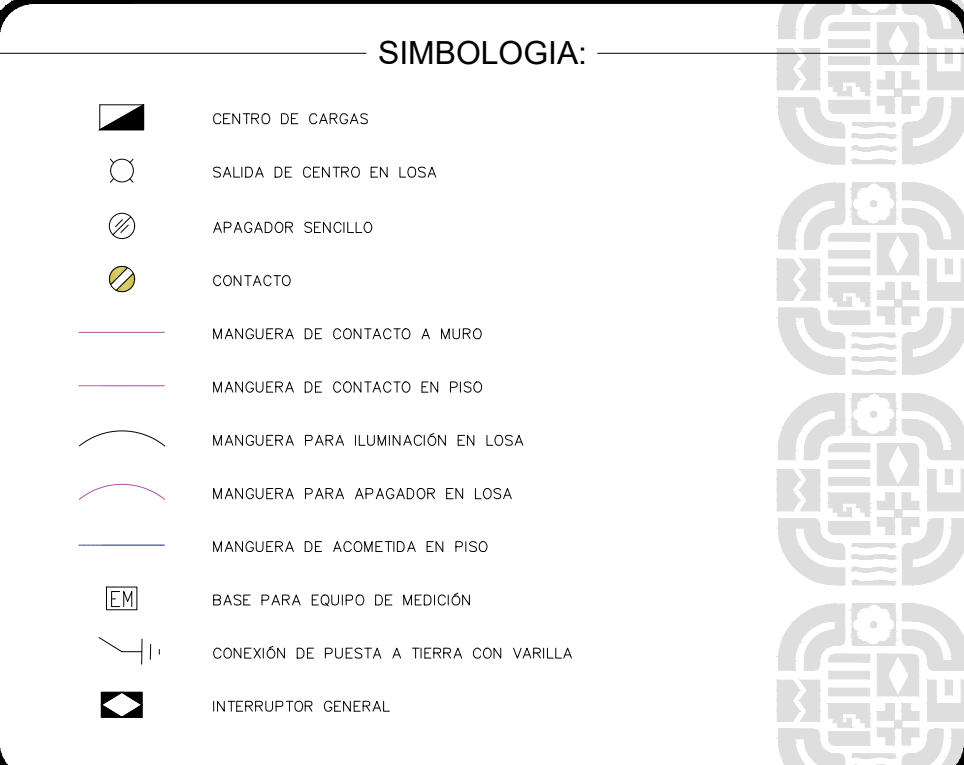 SIMBOLOGIA:
CENTRO DE CARGAS
SALIDA DE CENTRO EN LOSA
APAGADOR SENCILLO
CONTACTO
MANGUERA DE CONTACTO A MURO
MANGUERA DE CONTACTO EN PISO
MANGUERA PARA ILUMINACIÓN EN LOSA
MANGUERA PARA APAGADOR EN LOSA
MANGUERA DE ACOMETIDA EN PISO
EM BASE PARA EQUIPO DE MEDICIÓN
CONEXIÓN DE PUESTA A TIERRA CON VARILLA
INTERRUPTOR GENERAL